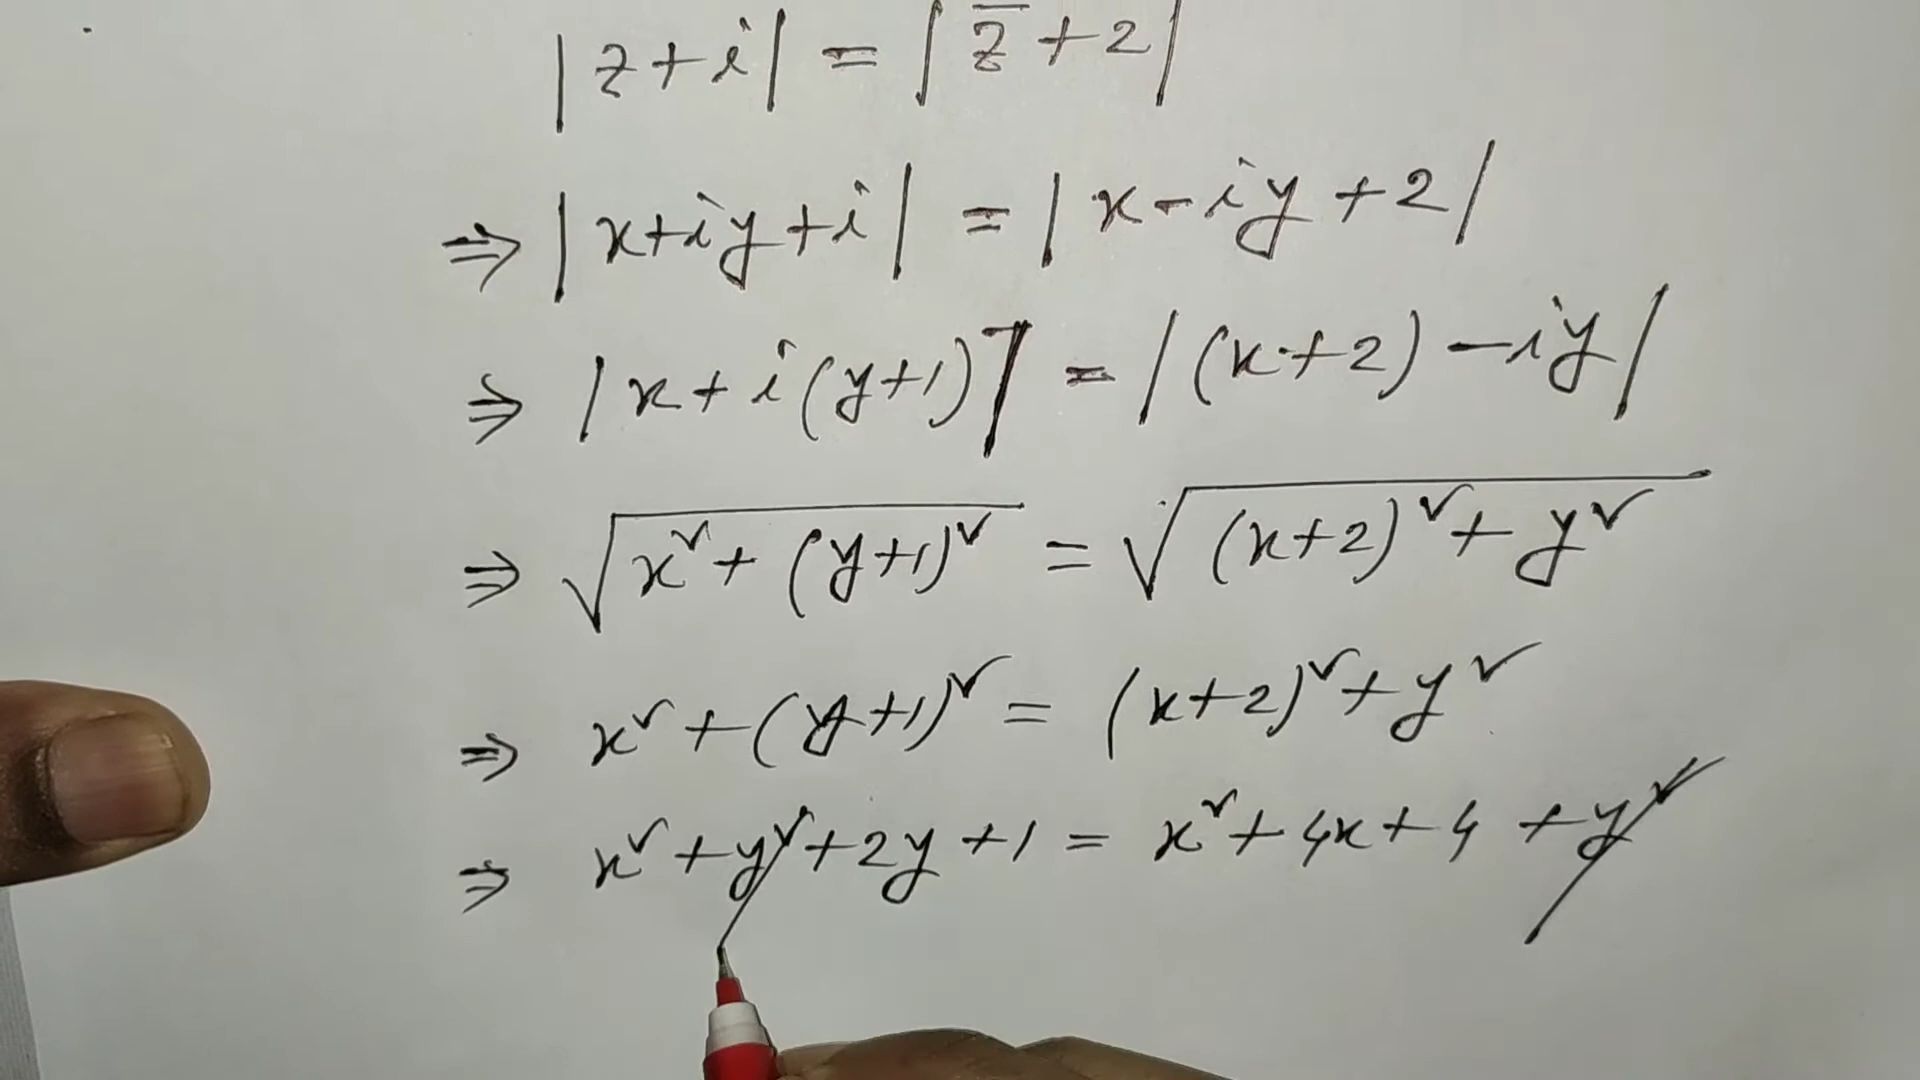 |z+i| = |z̅+2|
⇒ |x+iy+i| = |x-iy+2|
⇒ |x+i(y+1)| = |(x+2)-iy|
⇒ √(x²+(y+1)²) = √((x+2)²+y²)
⇒ x²+(y+1)² = (x+2)²+y²
⇒ x²+y²+2y+1 = x²+4x+4+y²